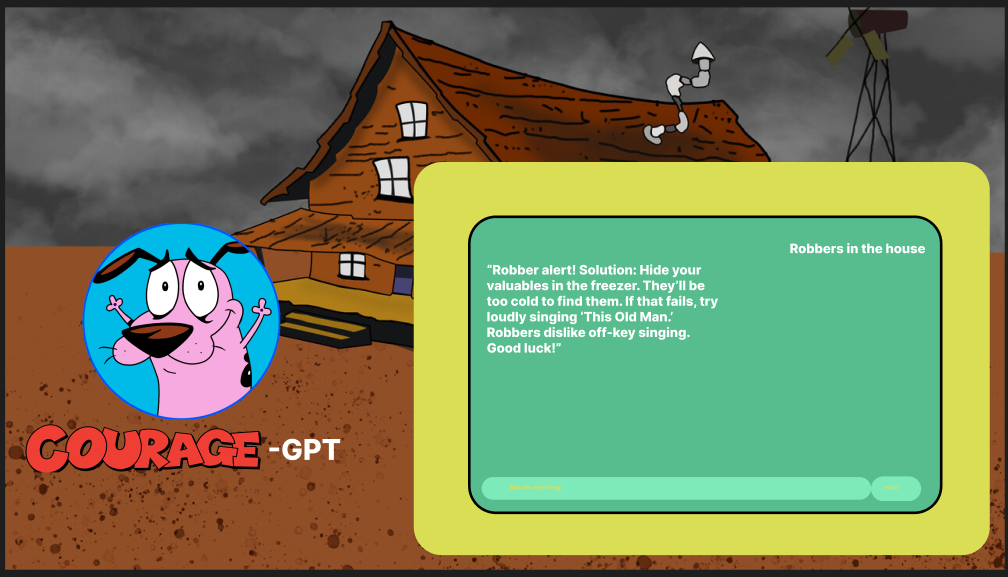 Robbers in the house
“Robber alert! Solution: Hide your
valuables in the freezer. They’ll be
too cold to find them. If that fails, try
loudly singing ‘This Old Man.’
Robbers dislike off-key singing.
Good luck!”
COURAGE -GPT